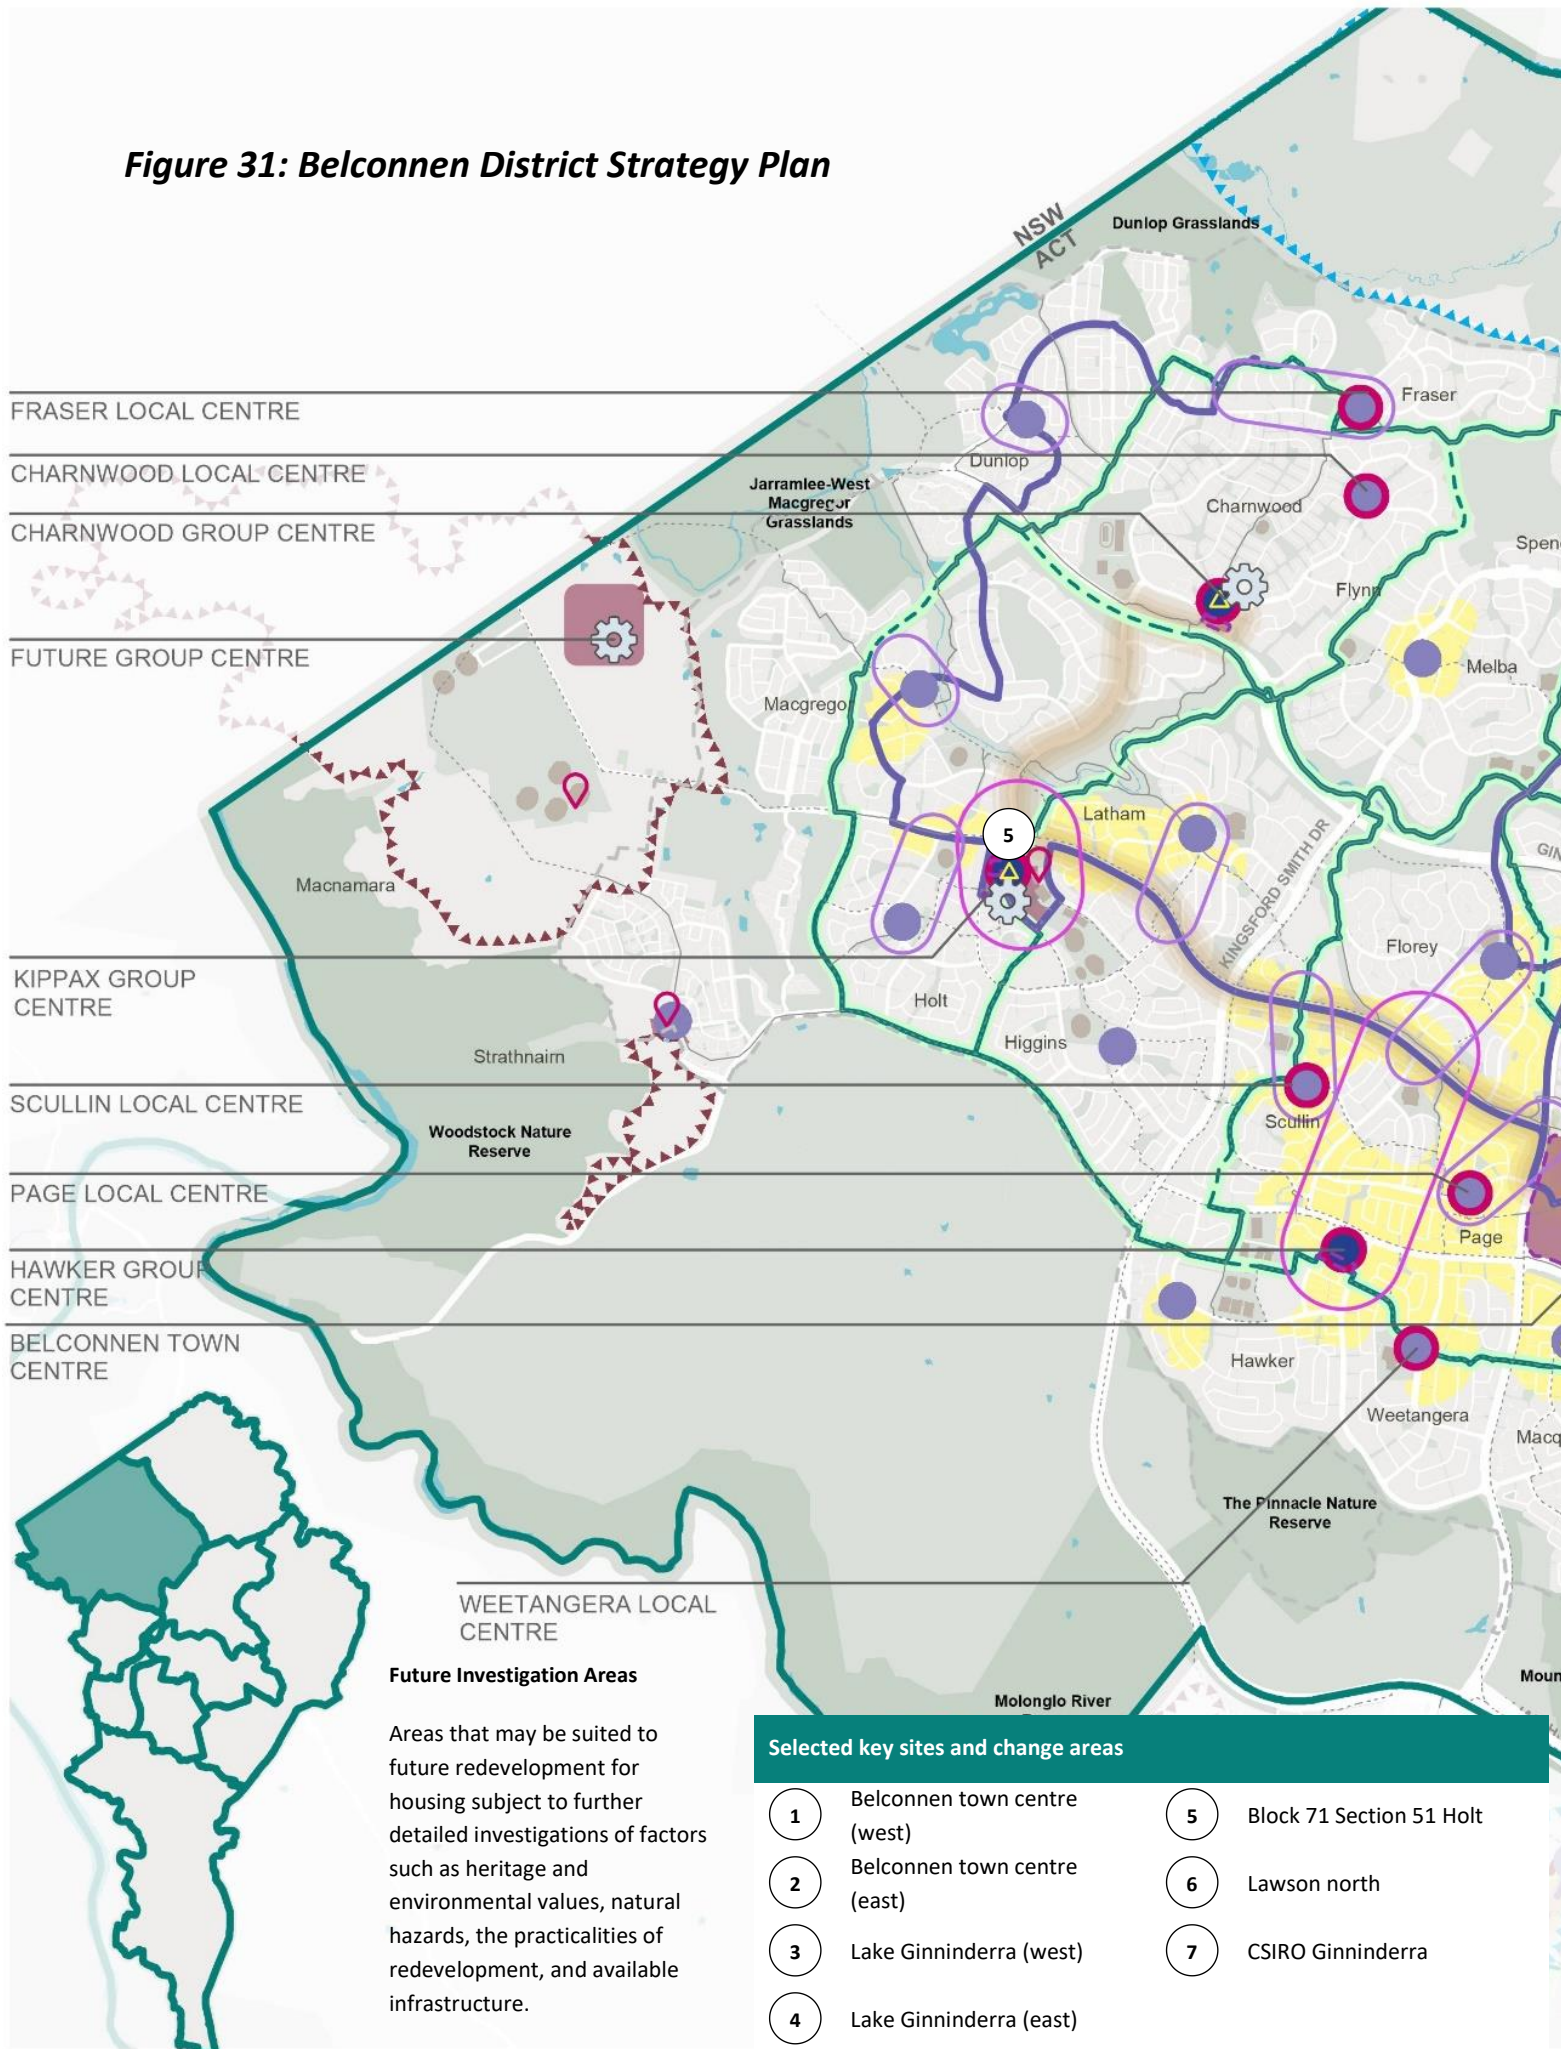 Figure 31: Belconnen District Strategy Plan
NSW
ACT
Dunlop Grasslands
FRASER LOCAL CENTRE
Fraser
CHARNWOOD LOCAL CENTRE
Dunlop
Jarramlee-West
Macgregor
Grasslands
Charnwood
CHARNWOOD GROUP CENTRE
Spen
Flynn
FUTURE GROUP CENTRE
Melba
Macgregor
Latham
5
KINGSFORD SMITH DR
GIN
Macnamara
Florey
KIPPAX GROUP
CENTRE
Holt
Higgins
Strathnairn
SCULLIN LOCAL CENTRE
Scullin
Woodstock Nature
Reserve
PAGE LOCAL CENTRE
Page
HAWKER GROUP
CENTRE
BELCONNEN TOWN
CENTRE
Hawker
Weetangera
Macq
The Pinnacle Nature
Reserve
WEETANGERA LOCAL
CENTRE
Moun
Molonglo River
Future Investigation Areas
Areas that may be suited to
future redevelopment for
housing subject to further
detailed investigations of factors
such as heritage and
environmental values, natural
hazards, the practicalities of
redevelopment, and available
infrastructure.
Selected key sites and change areas
1 Belconnen town centre
(west)
2 Belconnen town centre
(east)
3 Lake Ginninderra (west)
4 Lake Ginninderra (east)
5 Block 71 Section 51 Holt
6 Lawson north
7 CSIRO Ginninderra